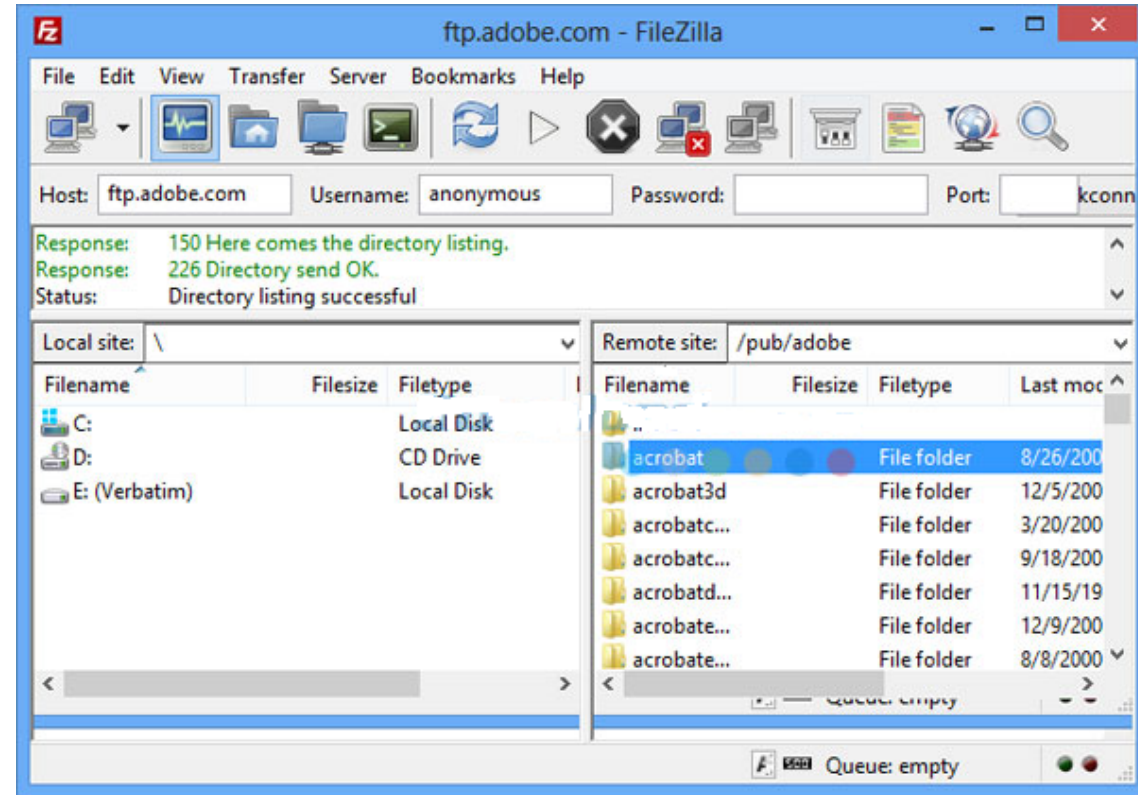 ftp.adobe.com - FileZilla
File Edit View Transfer Server Bookmarks Help
Host: ftp.adobe.com Username: anonymous Password: Port: kconn
Response: 150 Here comes the directory listing.
Response: 226 Directory send OK.
Status: Directory listing successful
Local site: \
Filename Filesize Filetype
C: Local Disk
D: CD Drive
E: (Verbatim) Local Disk
Remote site: /pub/adobe
Filename Filesize Filetype Last moc
..
acrobat File folder 8/26/200
acrobat3d File folder 12/5/200
acrobatc... File folder 3/20/200
acrobatc... File folder 9/18/200
acrobatd... File folder 11/15/19
acrobate... File folder 12/9/200
acrobate... File folder 8/8/2000
Queue: empty
Queue: empty